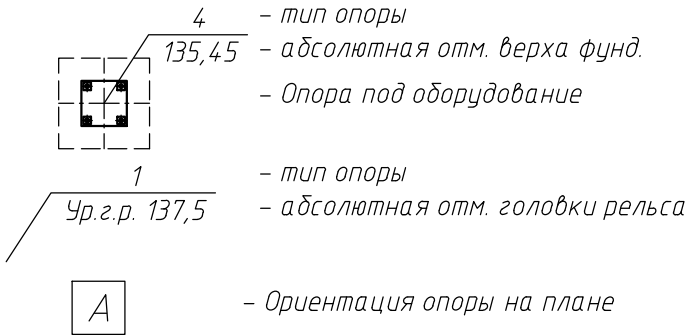 4 – тип опоры
135,45 – абсолютная отм. верха фунд.
– Опора под оборудование
1 – тип опоры
Ур.г.р. 137,5 – абсолютная отм. головки рельса
А – Ориентация опоры на плане